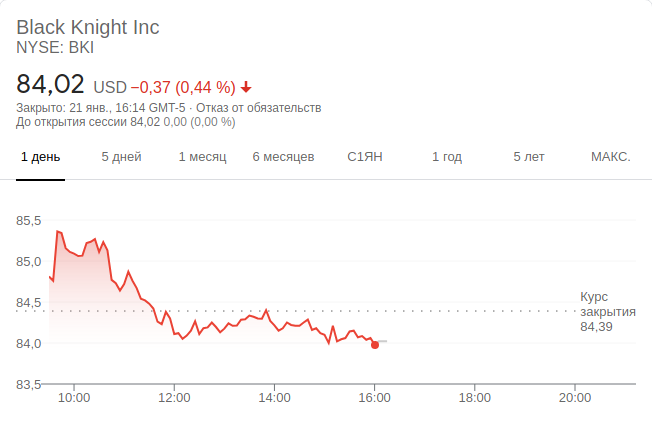 Black Knight Inc
NYSE: BKI
84,02 USD −0,37 (0,44 %)
Закрыто: 21 янв., 16:14 GMT-5 · Отказ от обязательств
До открытия сессии 84,02 0,00 (0,00 %)
1 день 5 дней 1 месяц 6 месяцев С1ЯН 1 год 5 лет МАКС.
85,5
85,0
84,5
84,0
83,5
Курс
закрытия
84,39
10:00 12:00 14:00 16:00 18:00 20:00